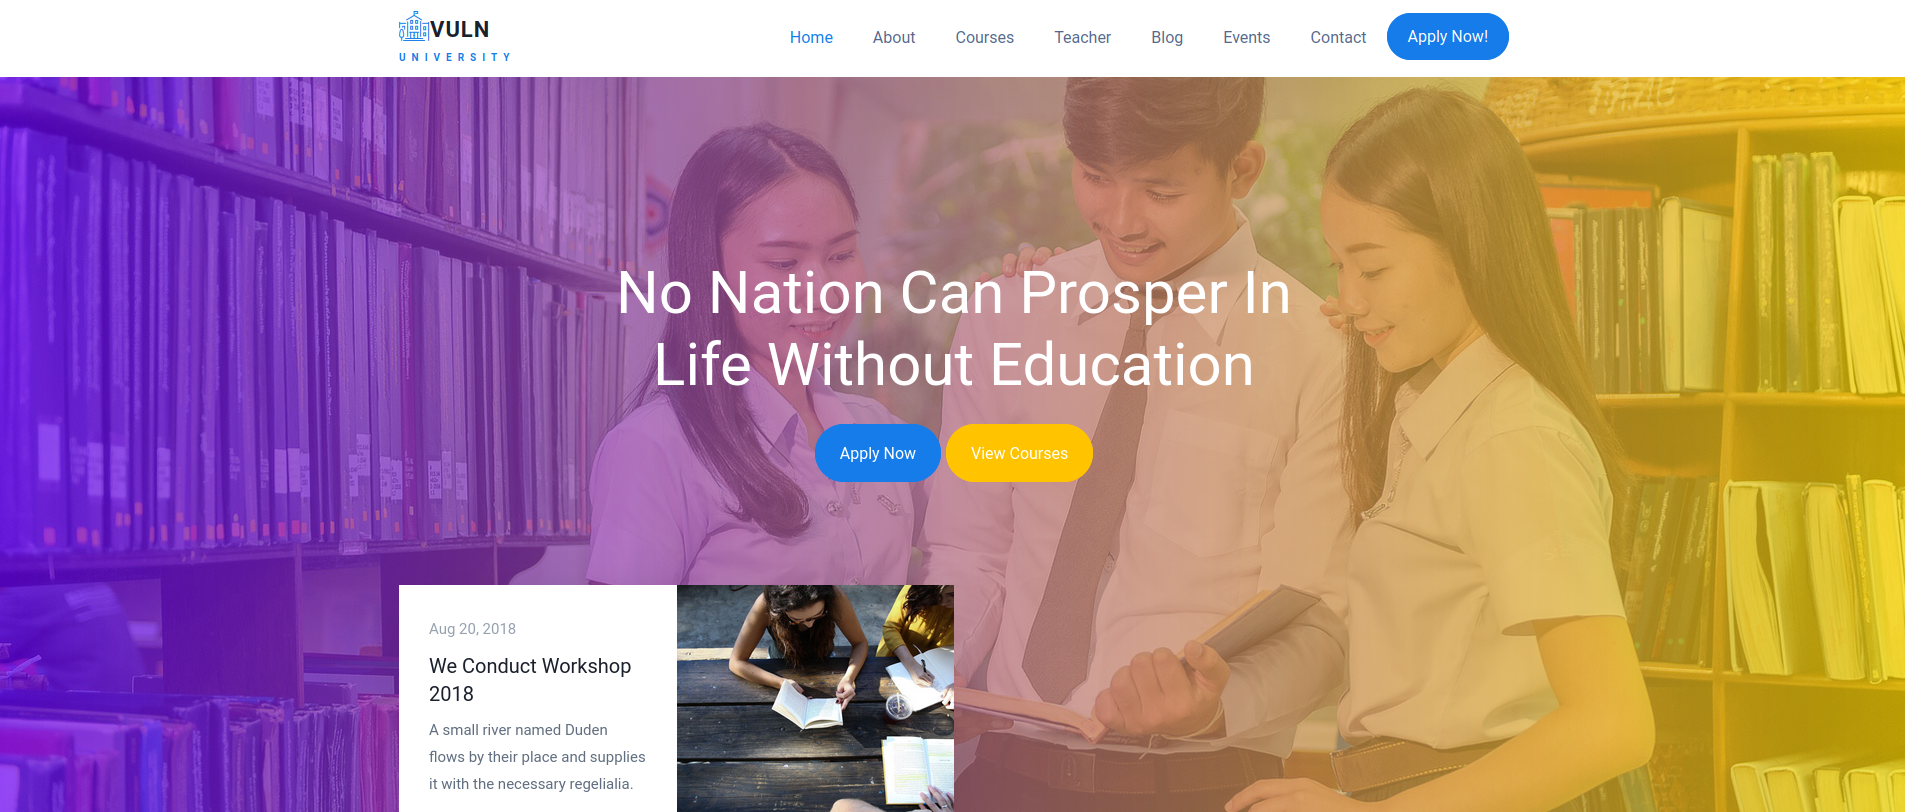 VULN
UNIVERSITY
Home About Courses Teacher Blog Events Contact Apply Now!
No Nation Can Prosper In
Life Without Education
Apply Now View Courses
Aug 20, 2018
We Conduct Workshop
2018
A small river named Duden
flows by their place and supplies
it with the necessary regelialia.